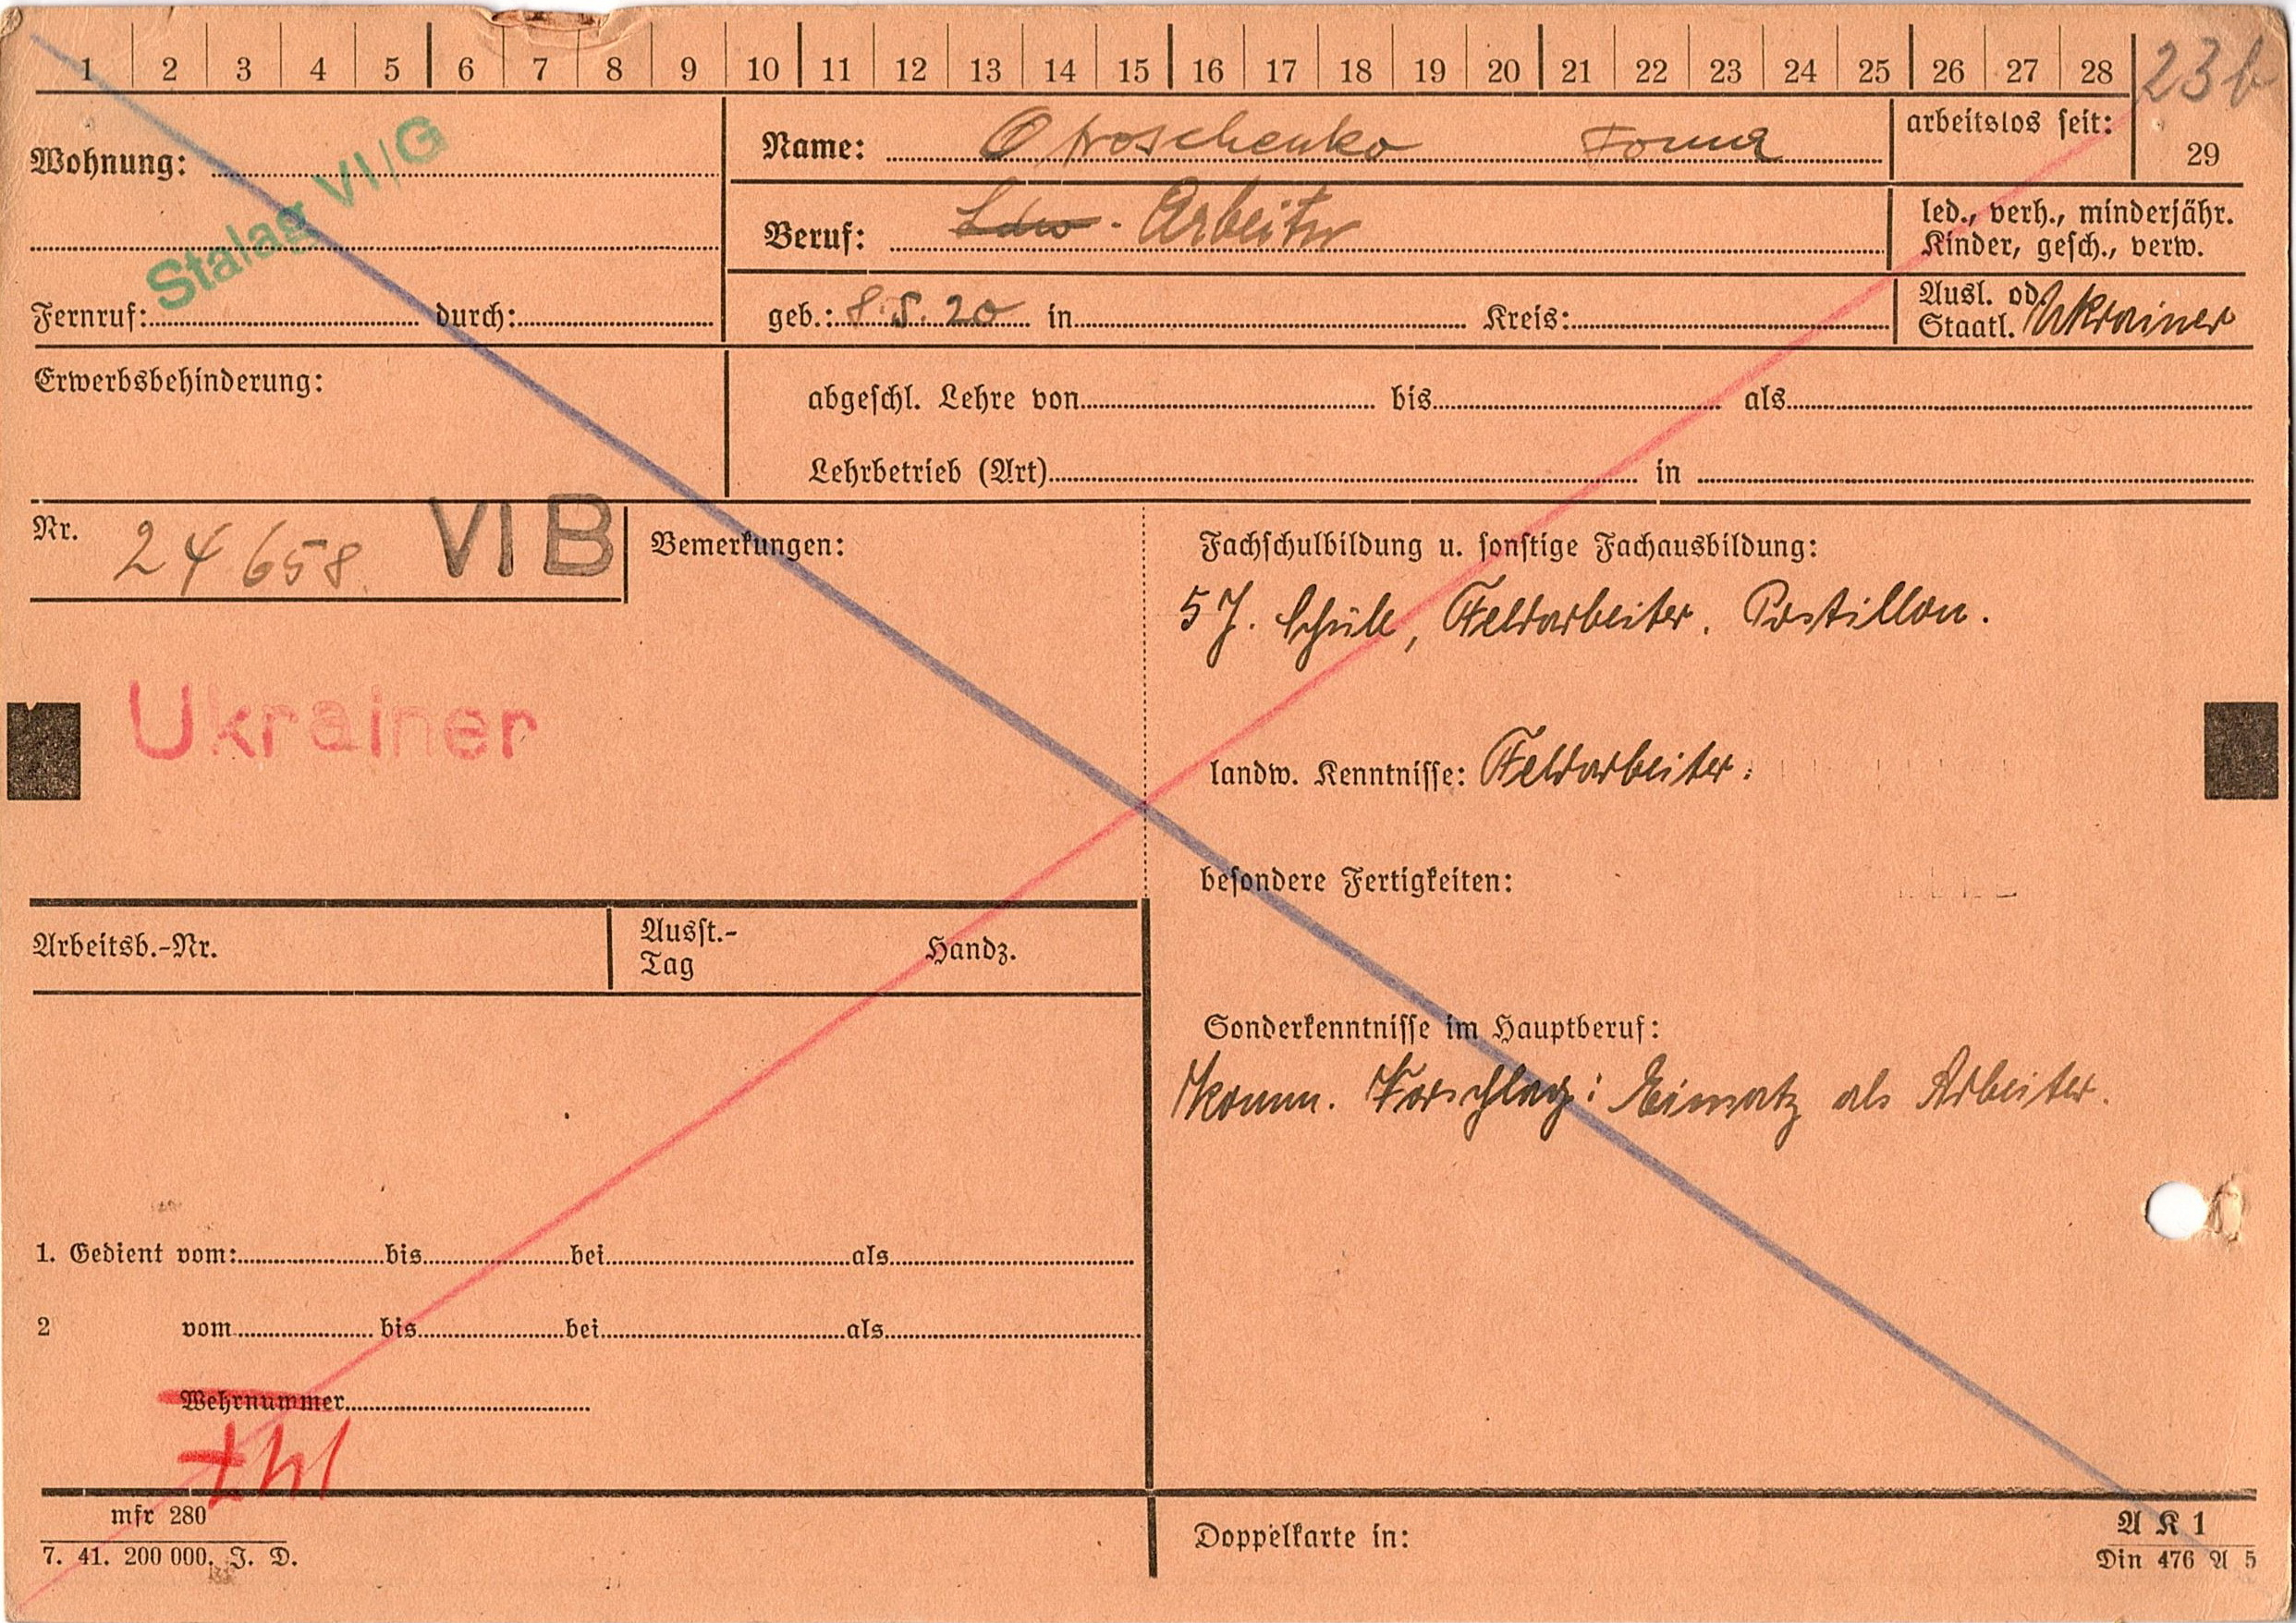 1 2 3 4 5 6 7 8 9 10 11 12 13 14 15 16 17 18 19 20 21 22 23 24 25 26 27 28 23b
29
Wohnung:
Stalag VI/G
Name: Otroschenko Foma
arbeitslos seit:
Beruf: Ldw - Arbeiter
led., verh., minderjähr.
Kinder, gesch., verw.
Fernruf: durch:
geb.: 8.5.20 in Kreis:
Ausl. od.
Staatl. Ukrainer
Erwerbsbehinderung:
abgeschl. Lehre von bis als
Lehrbetrieb (Art) in
Nr. 24658 VI B
Bemerkungen:
Ukrainer
Fachschulbildung u. sonstige Fachausbildung:
5 J. Schule, Feldarbeiter. Postillon.
landw. Kenntnisse: Feldarbeiter.
besondere Fertigkeiten:
Arbeitsb.-Nr.
Ausst.-
Tag
Handz.
Sonderkenntnisse im Hauptberuf:
Komm. Vorschlag: Einsatz als Arbeiter.
1. Gedient vom: bis bei als
2 vom bis bei als
Wehrnummer
mfr 280
7. 41. 200 000. J. D.
Doppelkarte in:
A K 1
Din 476 A 5